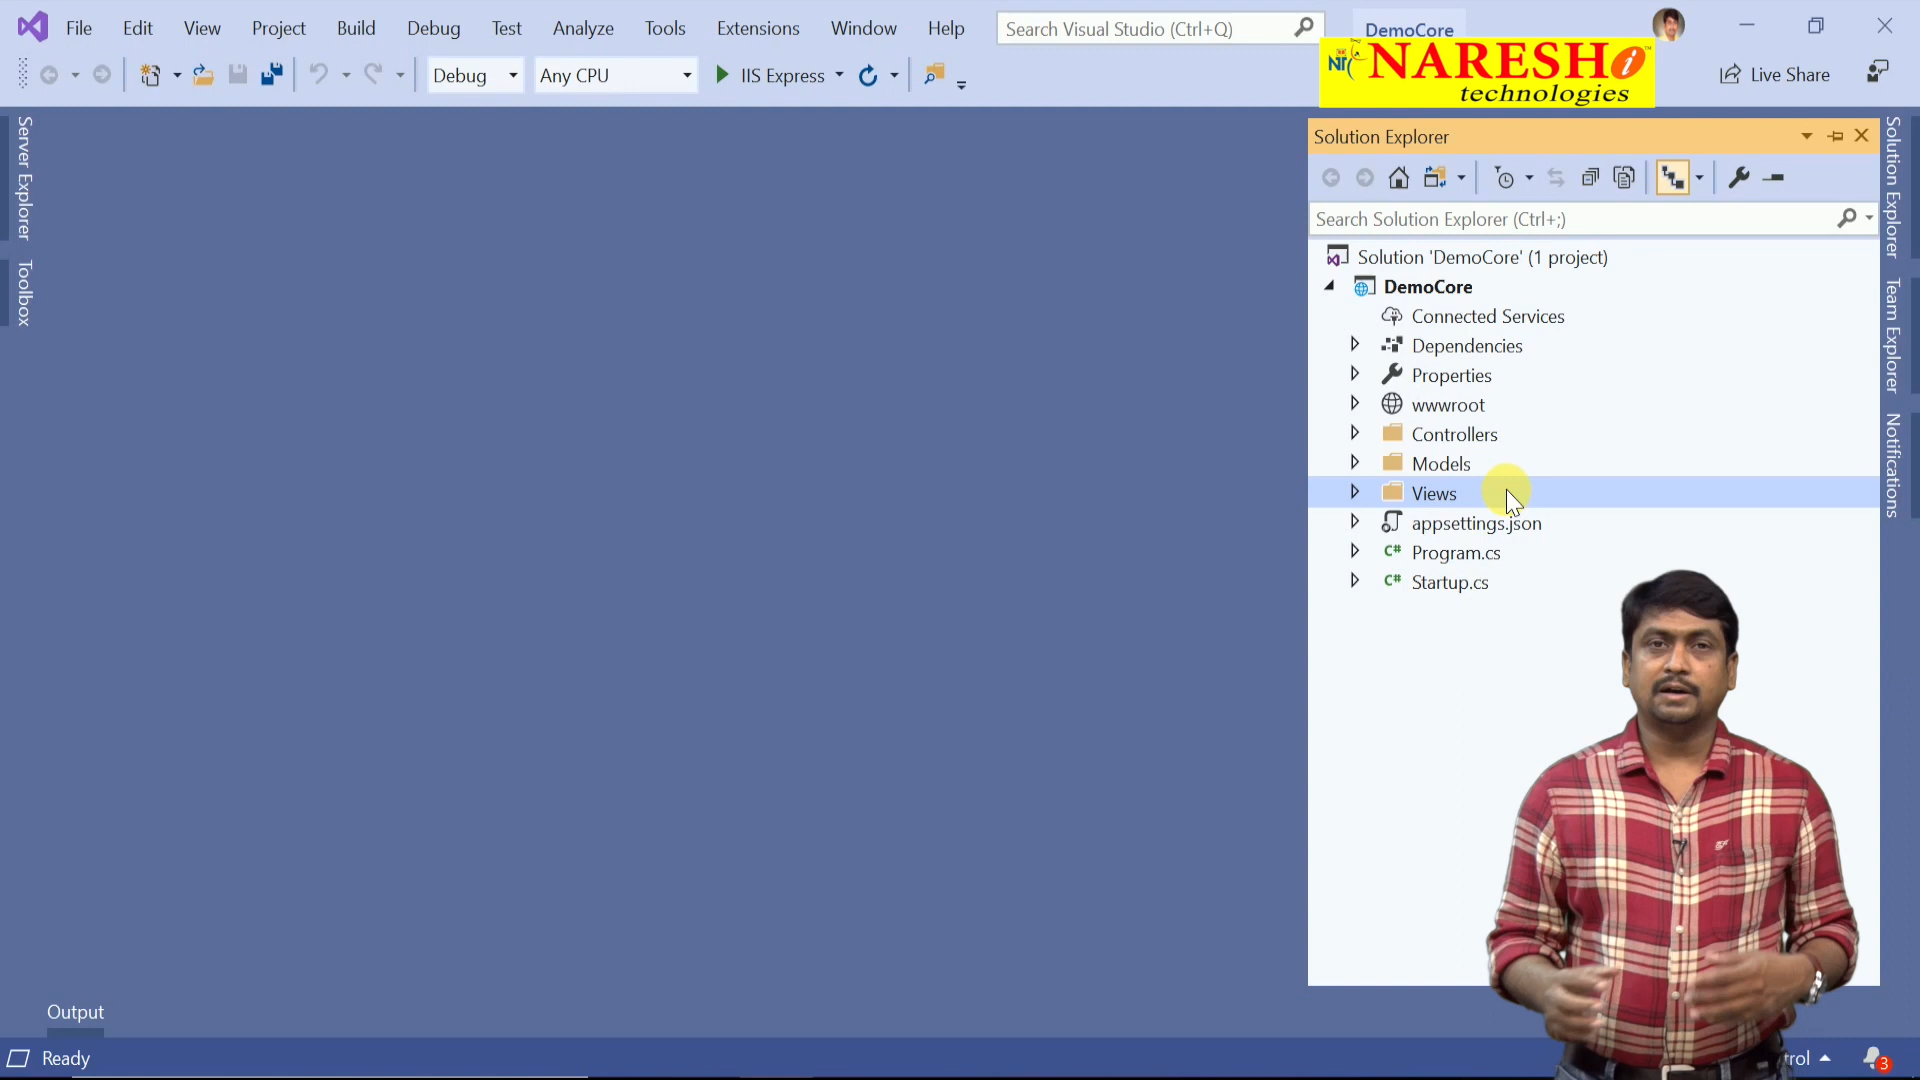 File Edit View Project Build Debug Test Analyze Tools Extensions Window Help Search Visual Studio (Ctrl+Q) DemoCore
Debug Any CPU IIS Express Live Share
NT NARESH i
technologies
Server Explorer
Toolbox
Solution Explorer
Search Solution Explorer (Ctrl+;)
Solution 'DemoCore' (1 project)
DemoCore
Connected Services
Dependencies
Properties
wwwroot
Controllers
Models
Views
appsettings.json
C# Program.cs
C# Startup.cs
Solution Explorer
Team Explorer
Notifications
Output
Ready
3